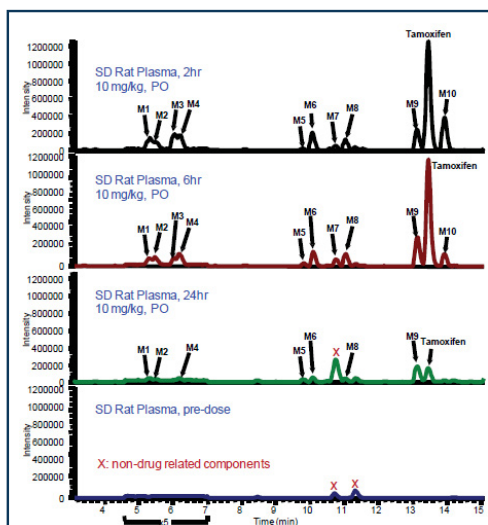 1200000
1000000
800000
600000
400000
200000
0
Intensity
SD Rat Plasma, 2hr
10 mg/kg, PO
M1
M2
M3
M4
M5
M6
M7
M8
M9
Tamoxifen
M10
1200000
1000000
800000
600000
400000
200000
0
Intensity
SD Rat Plasma, 6hr
10 mg/kg, PO
M1
M2
M3
M4
M5
M6
M7
M8
M9
Tamoxifen
M10
1200000
1000000
800000
600000
400000
200000
0
Intensity
SD Rat Plasma, 24hr
10 mg/kg, PO
M1
M2
M4
M5
M6
X
M8
M9
Tamoxifen
1200000
1000000
800000
600000
400000
200000
0
Intensity
SD Rat Plasma, pre-dose
X: non-drug related components
X
X
4 5 6 7 8 9 10 11 12 13 14 15
Time (min)